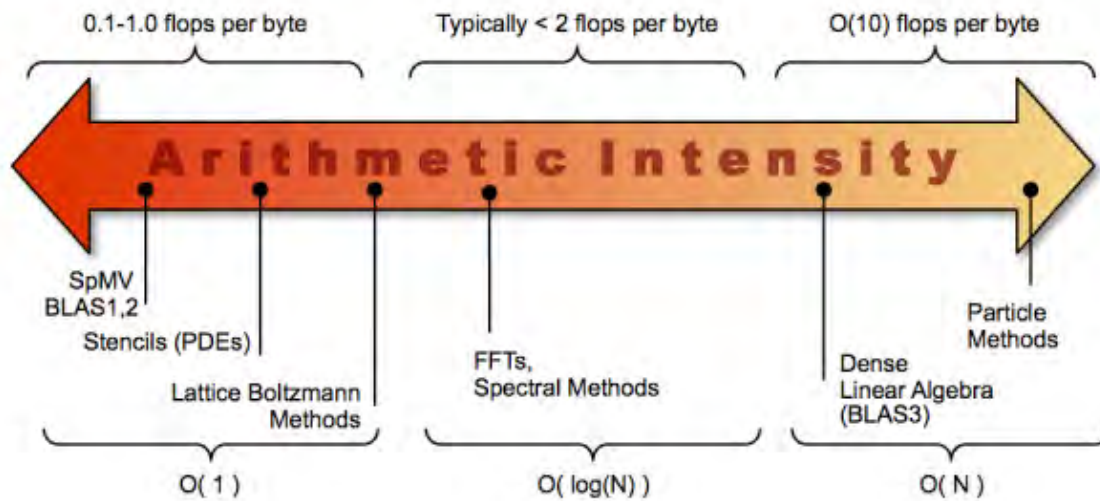 0.1-1.0 flops per byte
Typically < 2 flops per byte
O(10) flops per byte
Arithmetic Intensity
SpMV
BLAS1,2
Stencils (PDEs)
Lattice Boltzmann
Methods
FFTs,
Spectral Methods
Dense
Linear Algebra
(BLAS3)
Particle
Methods
O( 1 )
O( log(N) )
O( N )